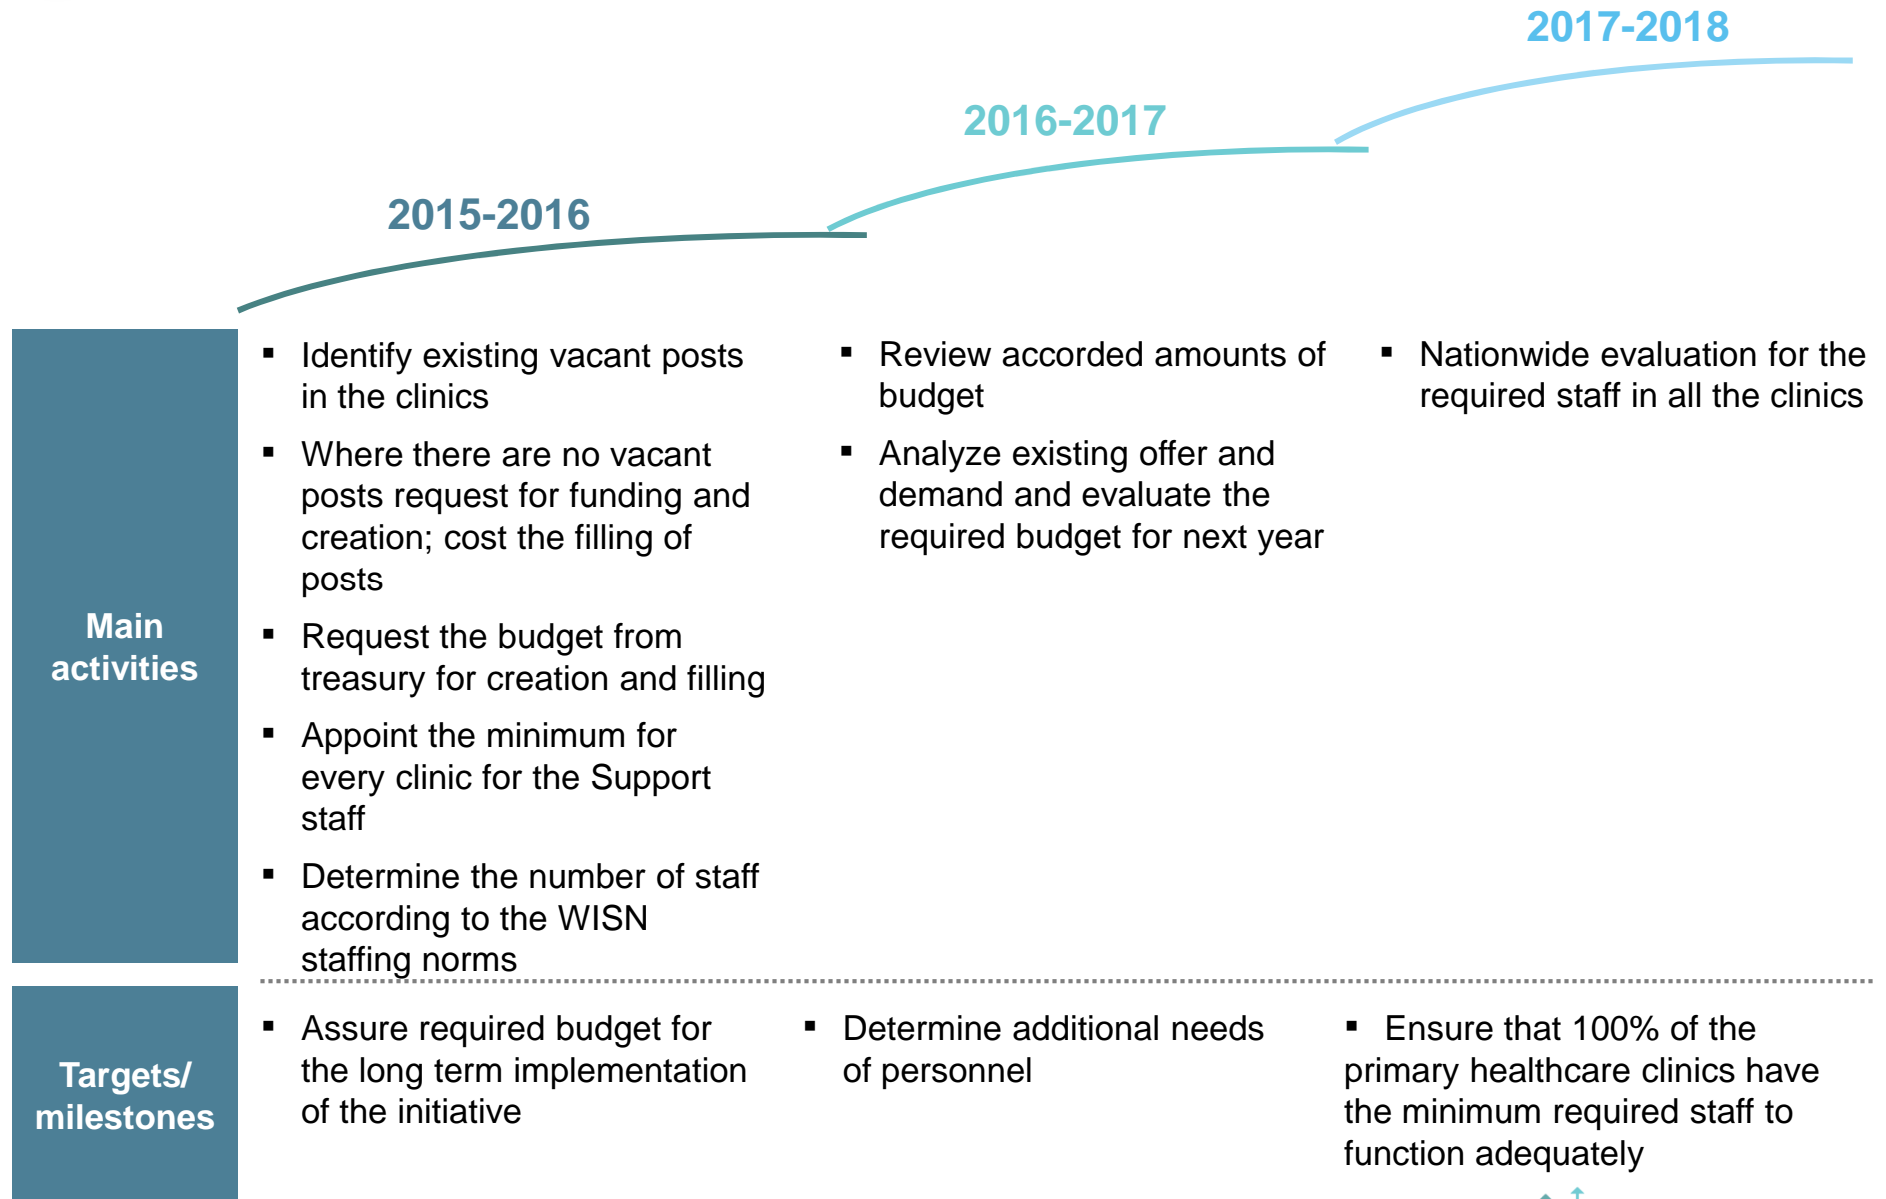 2017-2018
2016-2017
2015-2016
Main
activities
▪ Identify existing vacant posts
in the clinics
▪ Where there are no vacant
posts request for funding and
creation; cost the filling of
posts
▪ Request the budget from
treasury for creation and filling
▪ Appoint the minimum for
every clinic for the Support
staff
▪ Determine the number of staff
according to the WISN
staffing norms
▪ Review accorded amounts of
budget
▪ Analyze existing offer and
demand and evaluate the
required budget for next year
▪ Nationwide evaluation for the
required staff in all the clinics
Targets/
milestones
▪ Assure required budget for
the long term implementation
of the initiative
▪ Determine additional needs
of personnel
▪ Ensure that 100% of the
primary healthcare clinics have
the minimum required staff to
function adequately